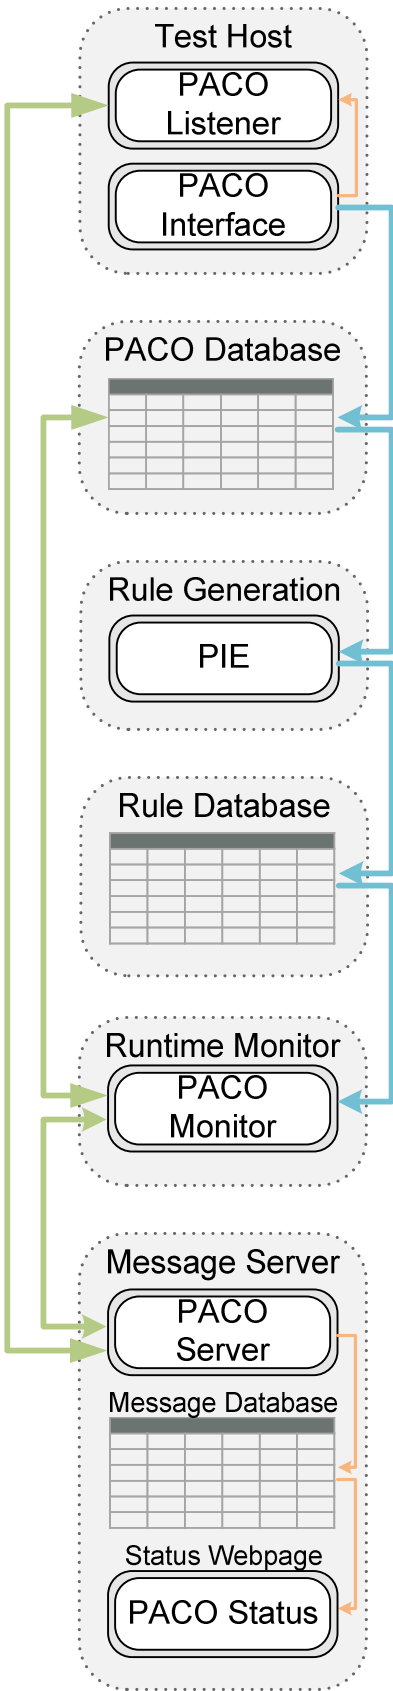 Test Host
PACO
Listener
PACO
Interface
PACO Database
Rule Generation
PIE
Rule Database
Runtime Monitor
PACO
Monitor
Message Server
PACO
Server
Message Database
Status Webpage
PACO Status